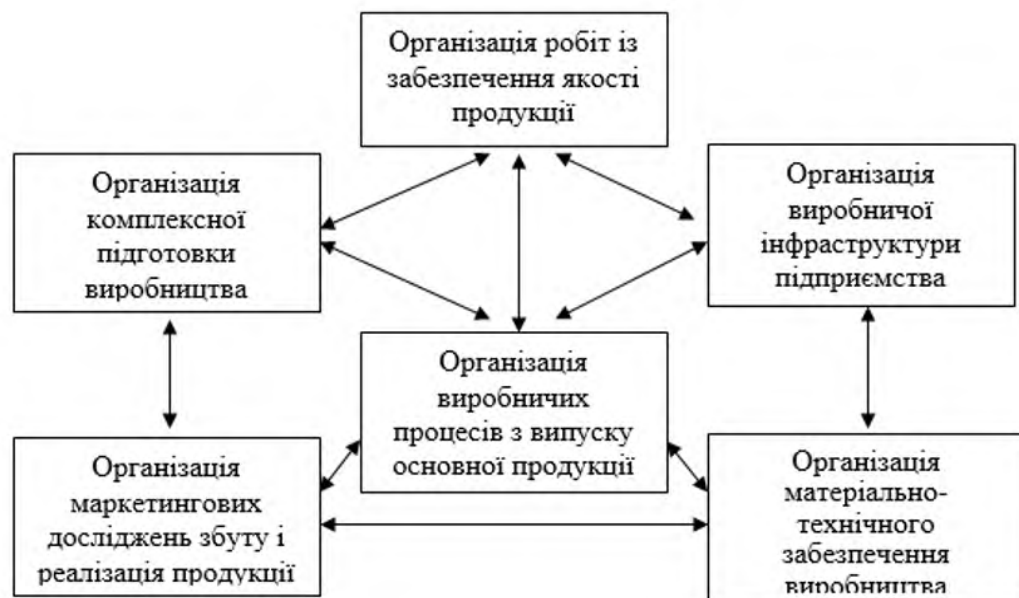 Організація робіт із
забезпечення якості
продукції
Організація
комплексної
підготовки
виробництва
Організація
виробничої
інфраструктури
підприємства
Організація
виробничих
процесів з випуску
основної продукції
Організація
маркетингових
досліджень збуту і
реалізація продукції
Організація
матеріально-
технічного
забезпечення
виробництва